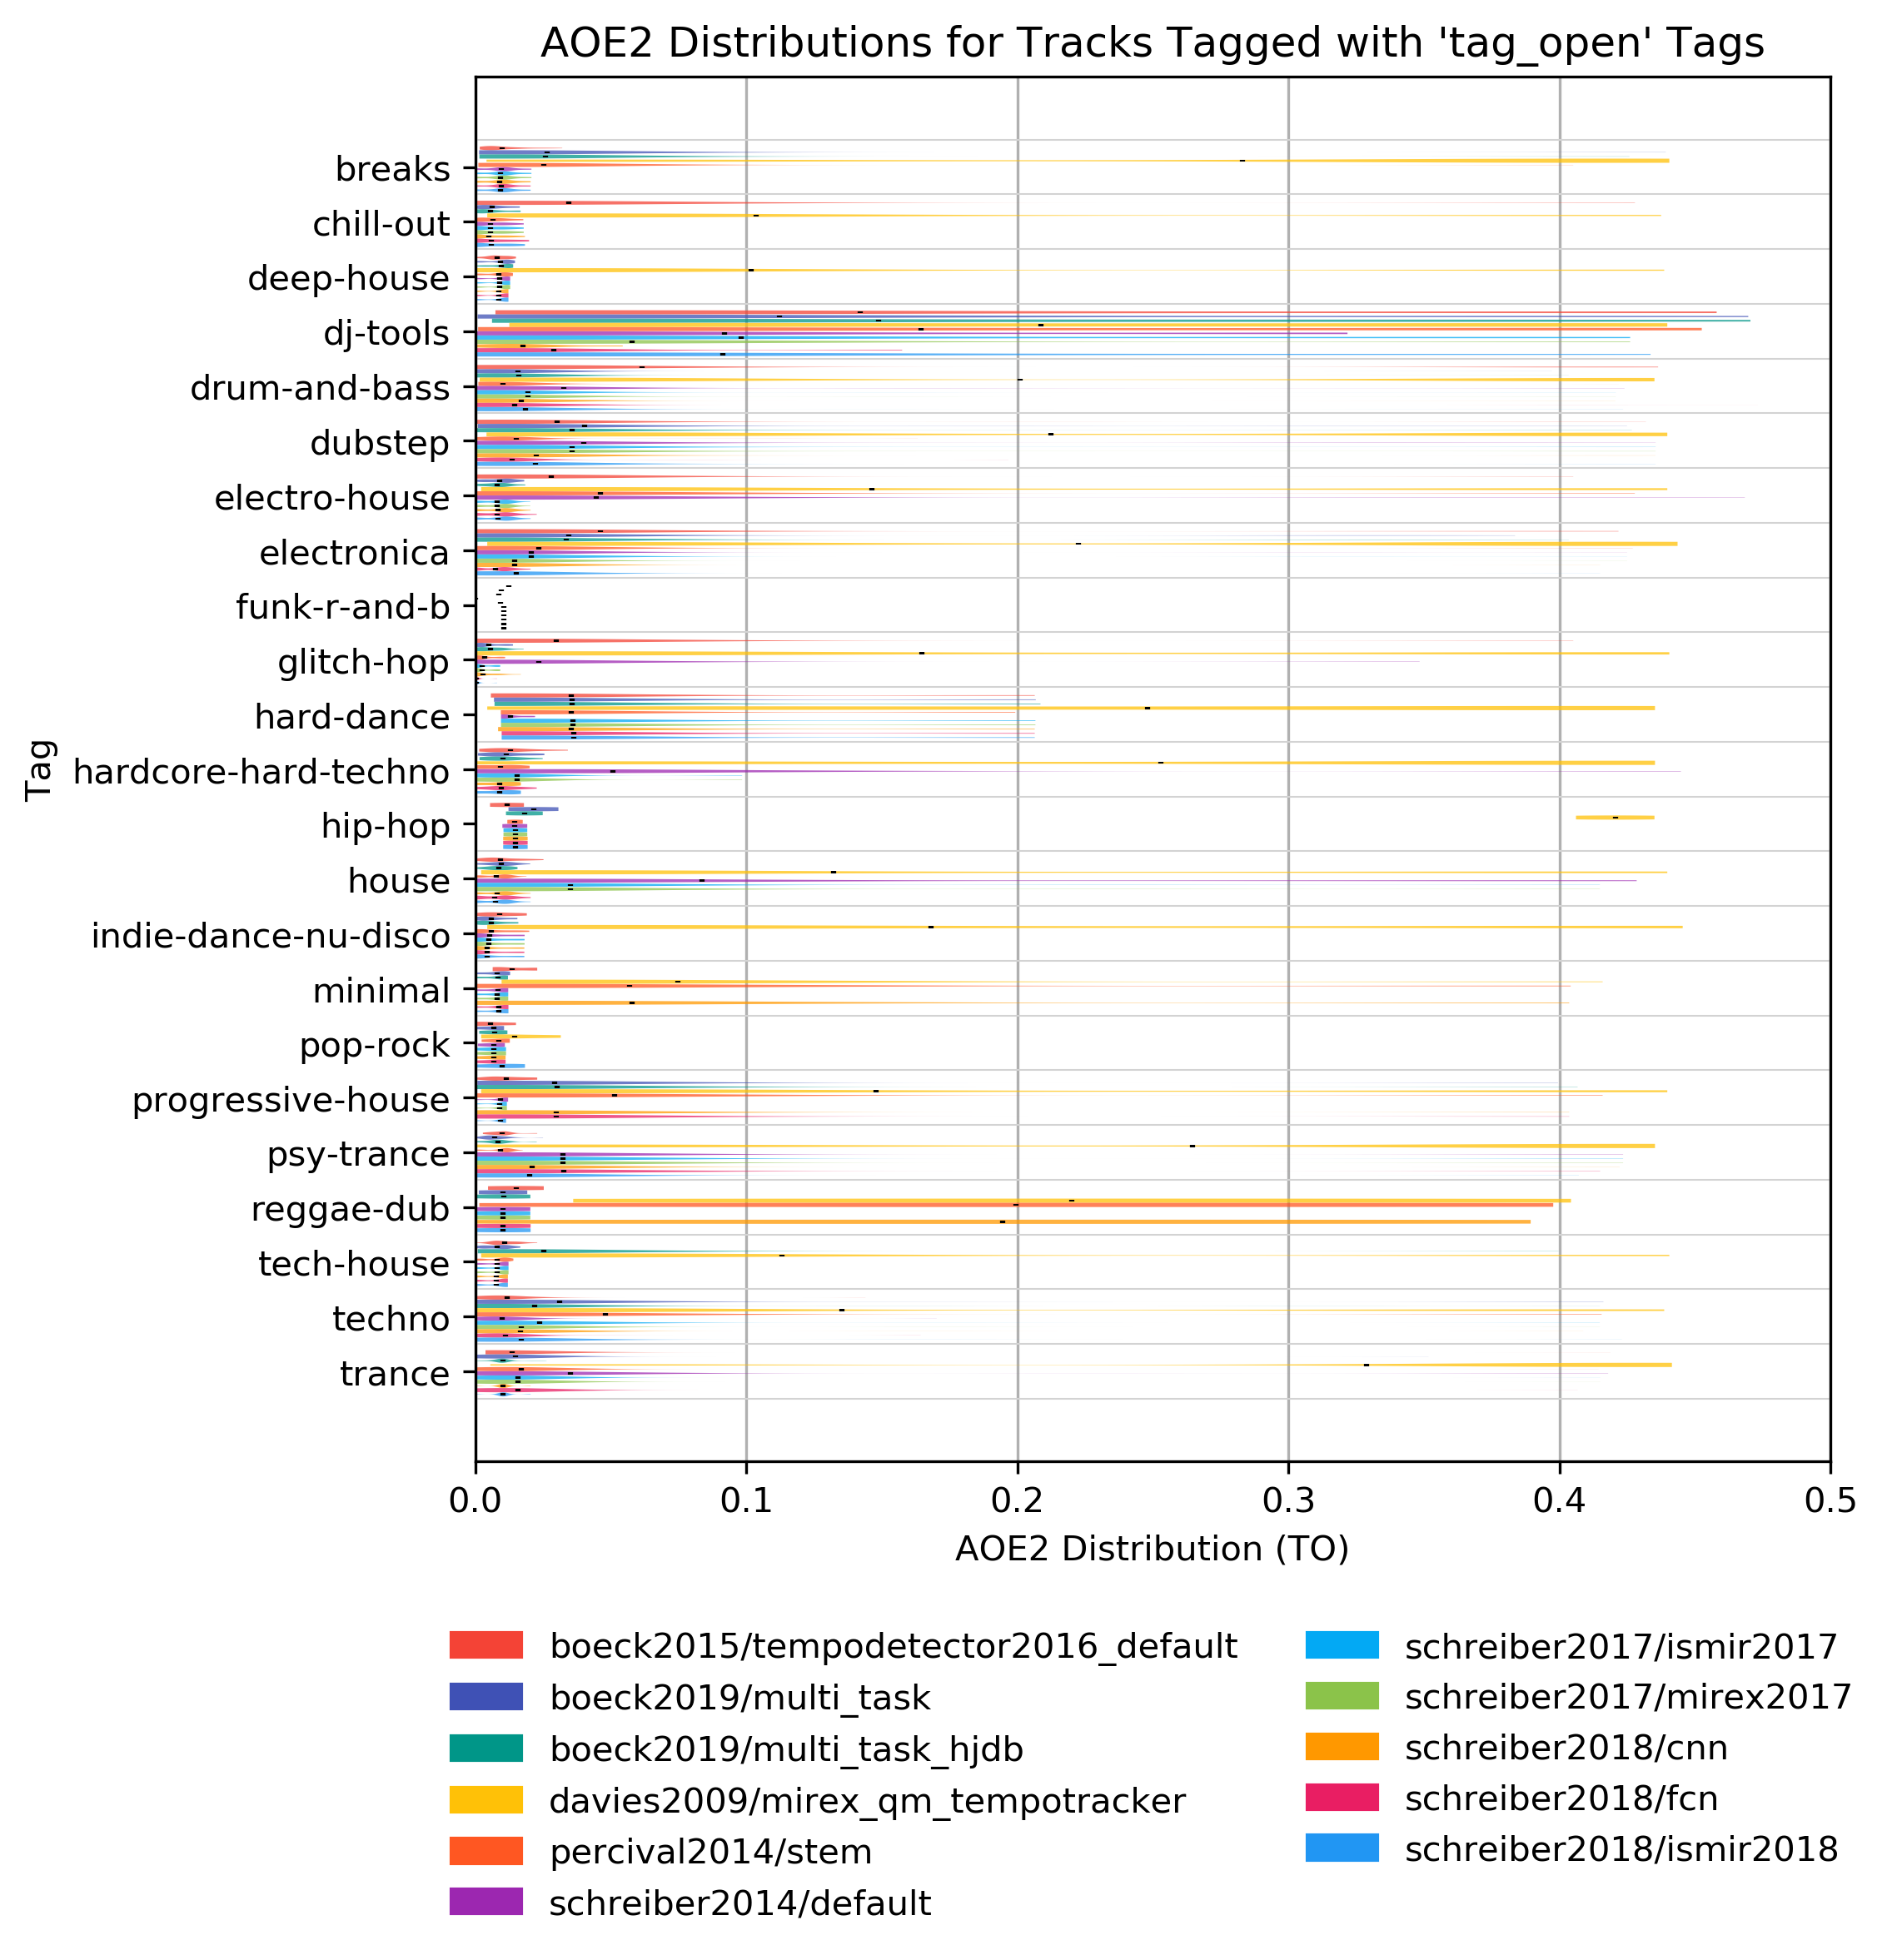 AOE2 Distributions for Tracks Tagged with 'tag_open' Tags
Tag
breaks
chill-out
deep-house
dj-tools
drum-and-bass
dubstep
electro-house
electronica
funk-r-and-b
glitch-hop
hard-dance
hardcore-hard-techno
hip-hop
house
indie-dance-nu-disco
minimal
pop-rock
progressive-house
psy-trance
reggae-dub
tech-house
techno
trance
0.0 0.1 0.2 0.3 0.4 0.5
AOE2 Distribution (TO)
boeck2015/tempodetector2016_default
boeck2019/multi_task
boeck2019/multi_task_hjdb
davies2009/mirex_qm_tempotracker
percival2014/stem
schreiber2014/default
schreiber2017/ismir2017
schreiber2017/mirex2017
schreiber2018/cnn
schreiber2018/fcn
schreiber2018/ismir2018